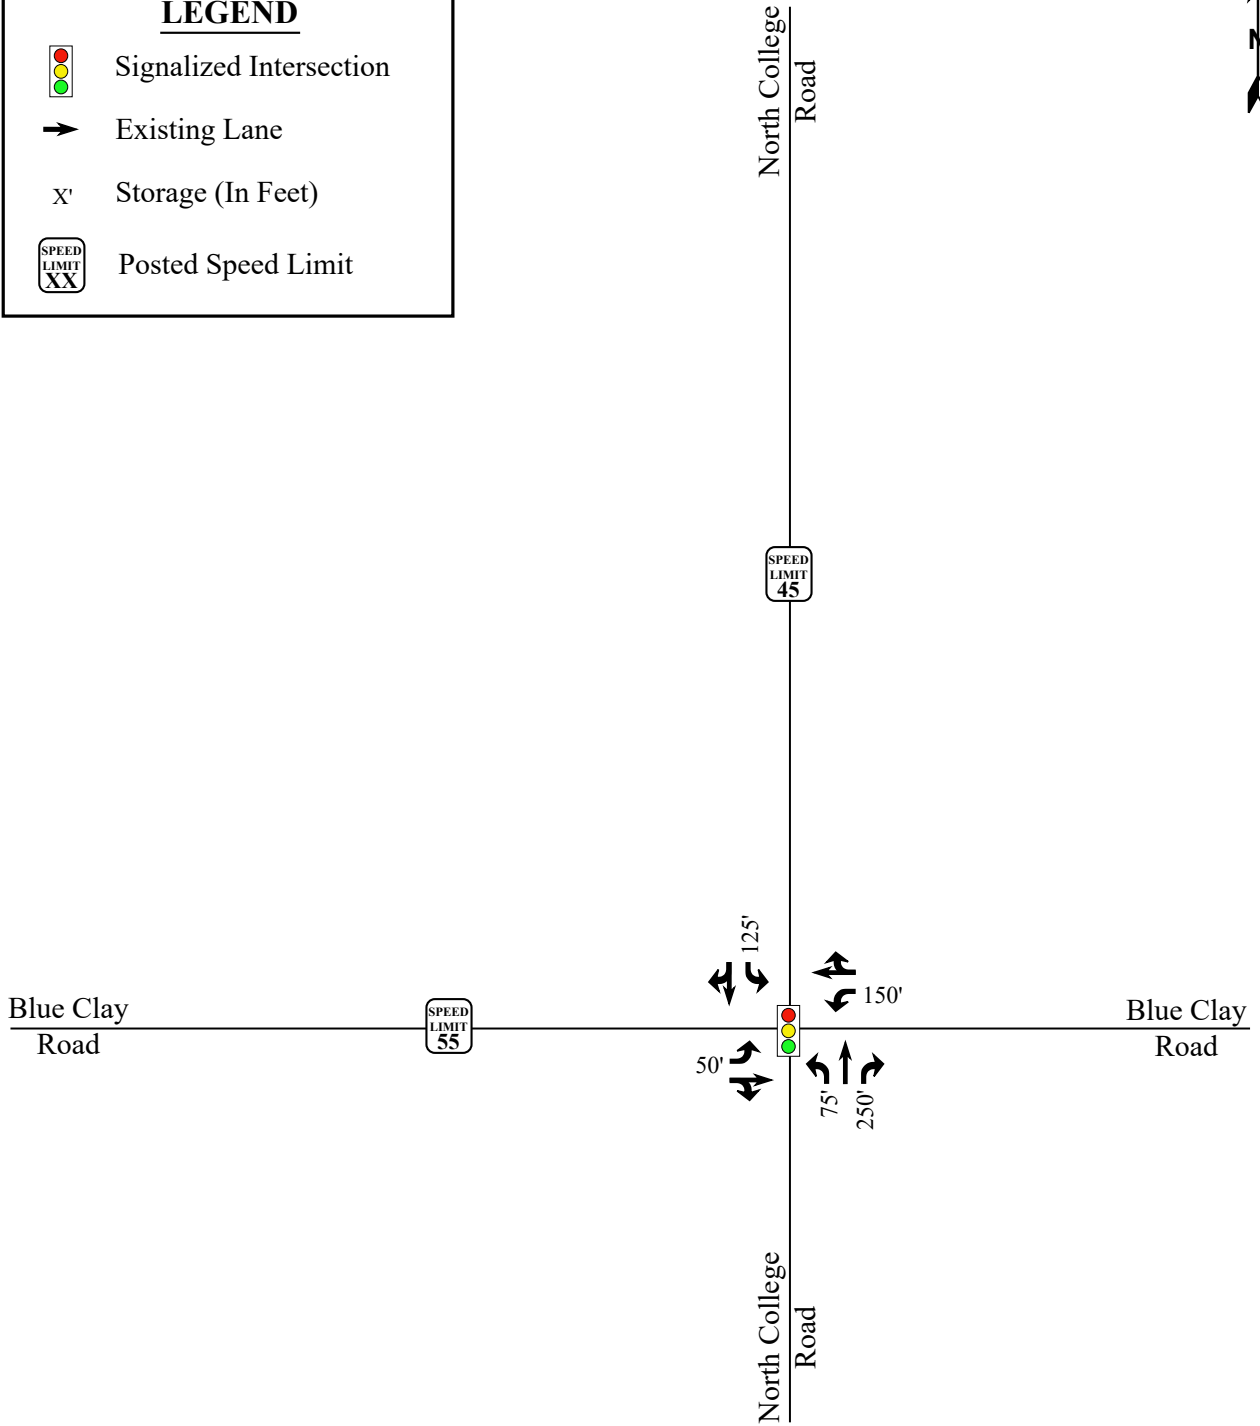 LEGEND
Signalized Intersection
Existing Lane
X' Storage (In Feet)
SPEED
LIMIT
XX
Posted Speed Limit
North College
Road
SPEED
LIMIT
45
125'
150'
Blue Clay
Road
SPEED
LIMIT
55
Blue Clay
Road
50'
75'
250'
North College
Road